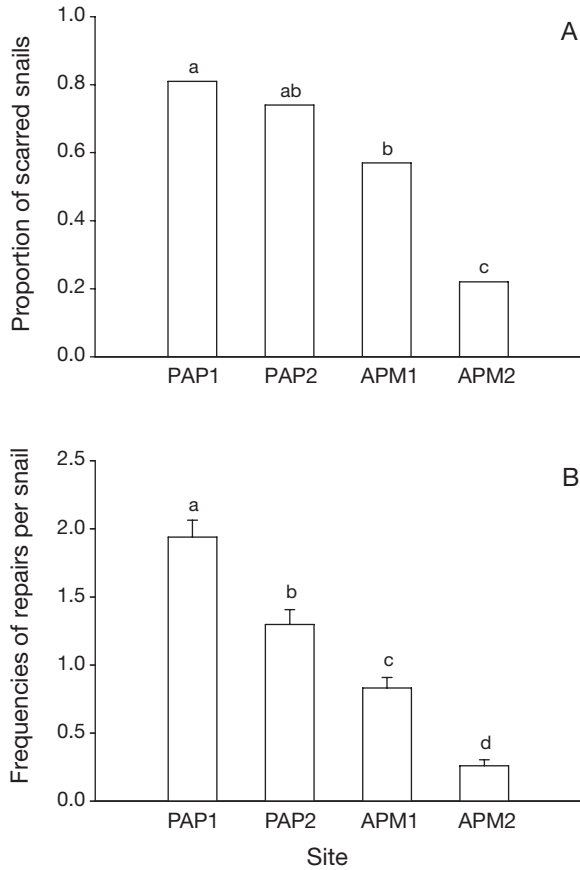 A
Proportion of scarred snails
1.0
0.8
0.6
0.4
0.2
0.0
a
ab
b
c
PAP1 PAP2 APM1 APM2
B
Frequencies of repairs per snail
2.5
2.0
1.5
1.0
0.5
0.0
a
b
c
d
PAP1 PAP2 APM1 APM2
Site